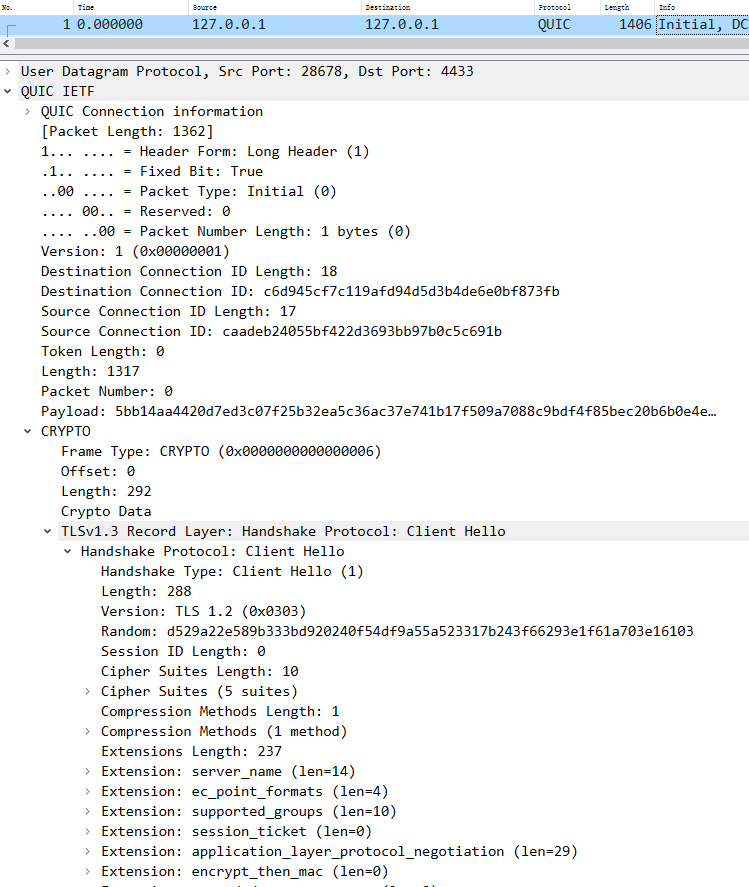 No. Time Source Destination Protocol Length Info
1 0.000000 127.0.0.1 127.0.0.1 QUIC 1406 Initial, DC
User Datagram Protocol, Src Port: 28678, Dst Port: 4433
QUIC IETF
QUIC Connection information
[Packet Length: 1362]
1... .... = Header Form: Long Header (1)
.1.. .... = Fixed Bit: True
..00 .... = Packet Type: Initial (0)
.... 00.. = Reserved: 0
.... ..00 = Packet Number Length: 1 bytes (0)
Version: 1 (0x00000001)
Destination Connection ID Length: 18
Destination Connection ID: c6d945cf7c119afd94d5d3b4de6e0bf873fb
Source Connection ID Length: 17
Source Connection ID: caadeb24055bf422d3693bb97b0c5c691b
Token Length: 0
Length: 1317
Packet Number: 0
Payload: 5bb14aa4420d7ed3c07f25b32ea5c36ac37e741b17f509a7088c9bdf4f85bec20b6b0e4e…
CRYPTO
Frame Type: CRYPTO (0x0000000000000006)
Offset: 0
Length: 292
Crypto Data
TLSv1.3 Record Layer: Handshake Protocol: Client Hello
Handshake Protocol: Client Hello
Handshake Type: Client Hello (1)
Length: 288
Version: TLS 1.2 (0x0303)
Random: d529a22e589b333bd920240f54df9a55a523317b243f66293e1f61a703e16103
Session ID Length: 0
Cipher Suites Length: 10
Cipher Suites (5 suites)
Compression Methods Length: 1
Compression Methods (1 method)
Extensions Length: 237
Extension: server_name (len=14)
Extension: ec_point_formats (len=4)
Extension: supported_groups (len=10)
Extension: session_ticket (len=0)
Extension: application_layer_protocol_negotiation (len=29)
Extension: encrypt_then_mac (len=0)